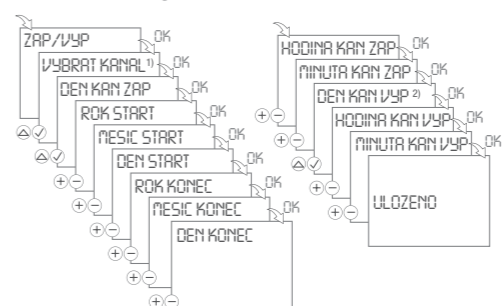 ZAP/VYP
OK
VYBRAT KANAL 1)
OK
DEN KAN ZAP
OK
ROK START
OK
MESIC START
OK
DEN START
OK
ROK KONEC
OK
MESIC KONEC
OK
DEN KONEC
HODINA KAN ZAP
OK
MINUTA KAN ZAP
OK
DEN KAN VYP 2)
OK
HODINA KAN VYP
OK
MINUTA KAN VYP
OK
ULOZENO